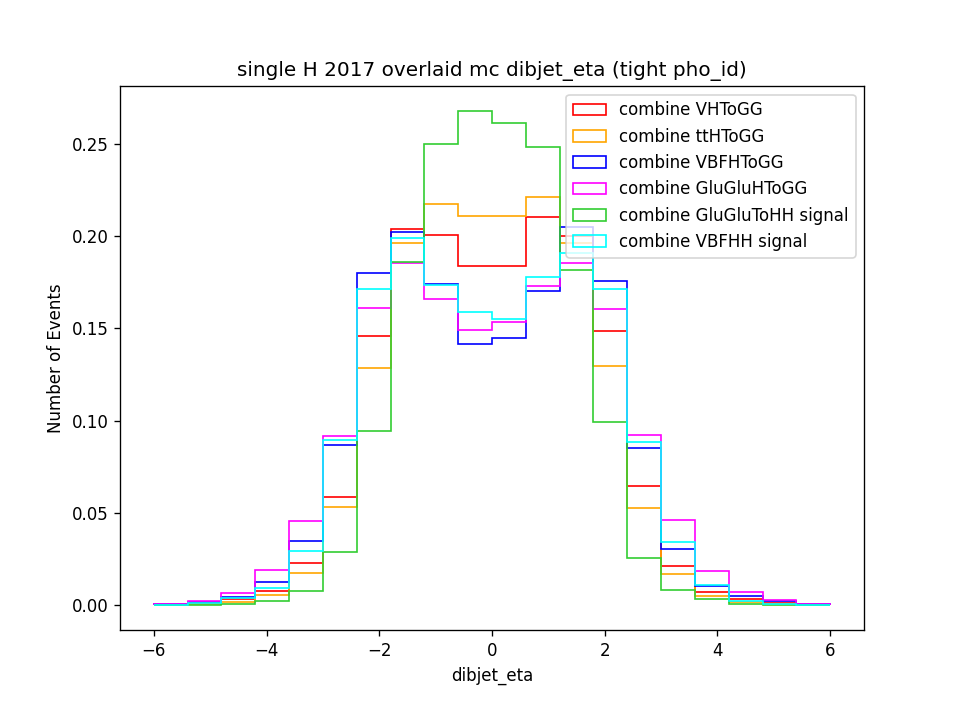 single H 2017 overlaid mc dibjet_eta (tight pho_id)
combine VHToGG
combine ttHToGG
combine VBFHToGG
combine GluGluHToGG
combine GluGluToHH signal
combine VBFHH signal
Number of Events
0.25
0.20
0.15
0.10
0.05
0.00
−6
−4
−2
0
2
4
6
dibjet_eta